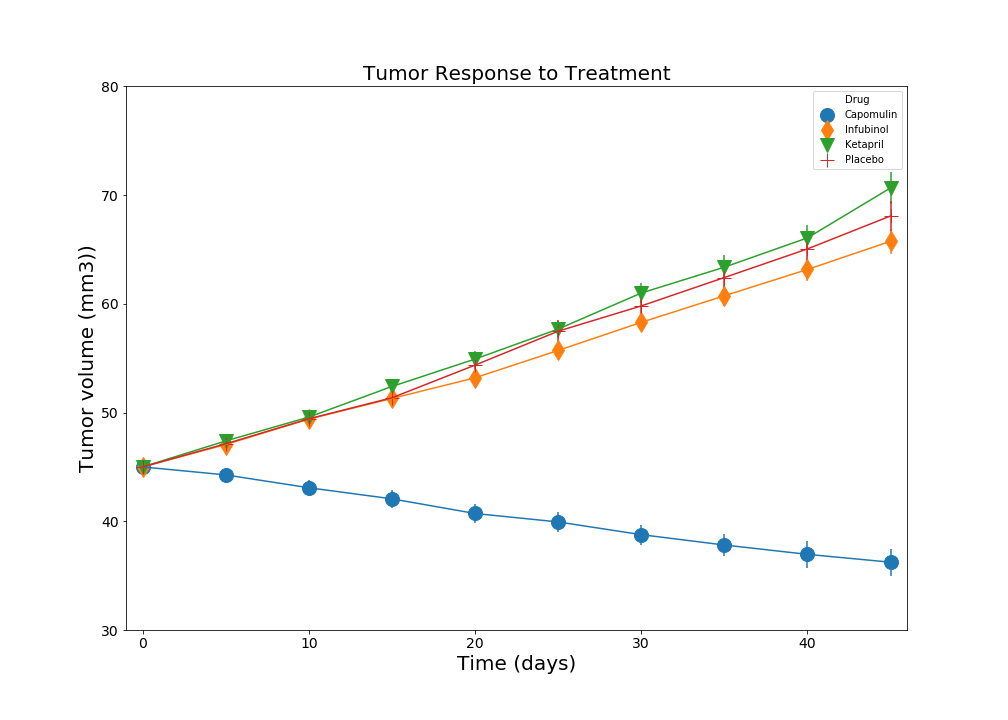 Tumor Response to Treatment
80
70
60
50
40
30
Tumor volume (mm3))
0
10
20
30
40
Time (days)
Drug
Capomulin
Infubinol
Ketapril
Placebo